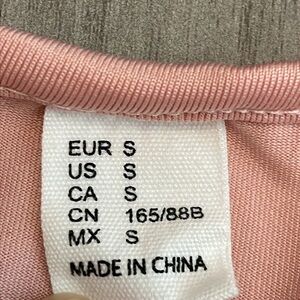 EUR S
US S
CA S
CN 165/88B
MX S
MADE IN CHINA